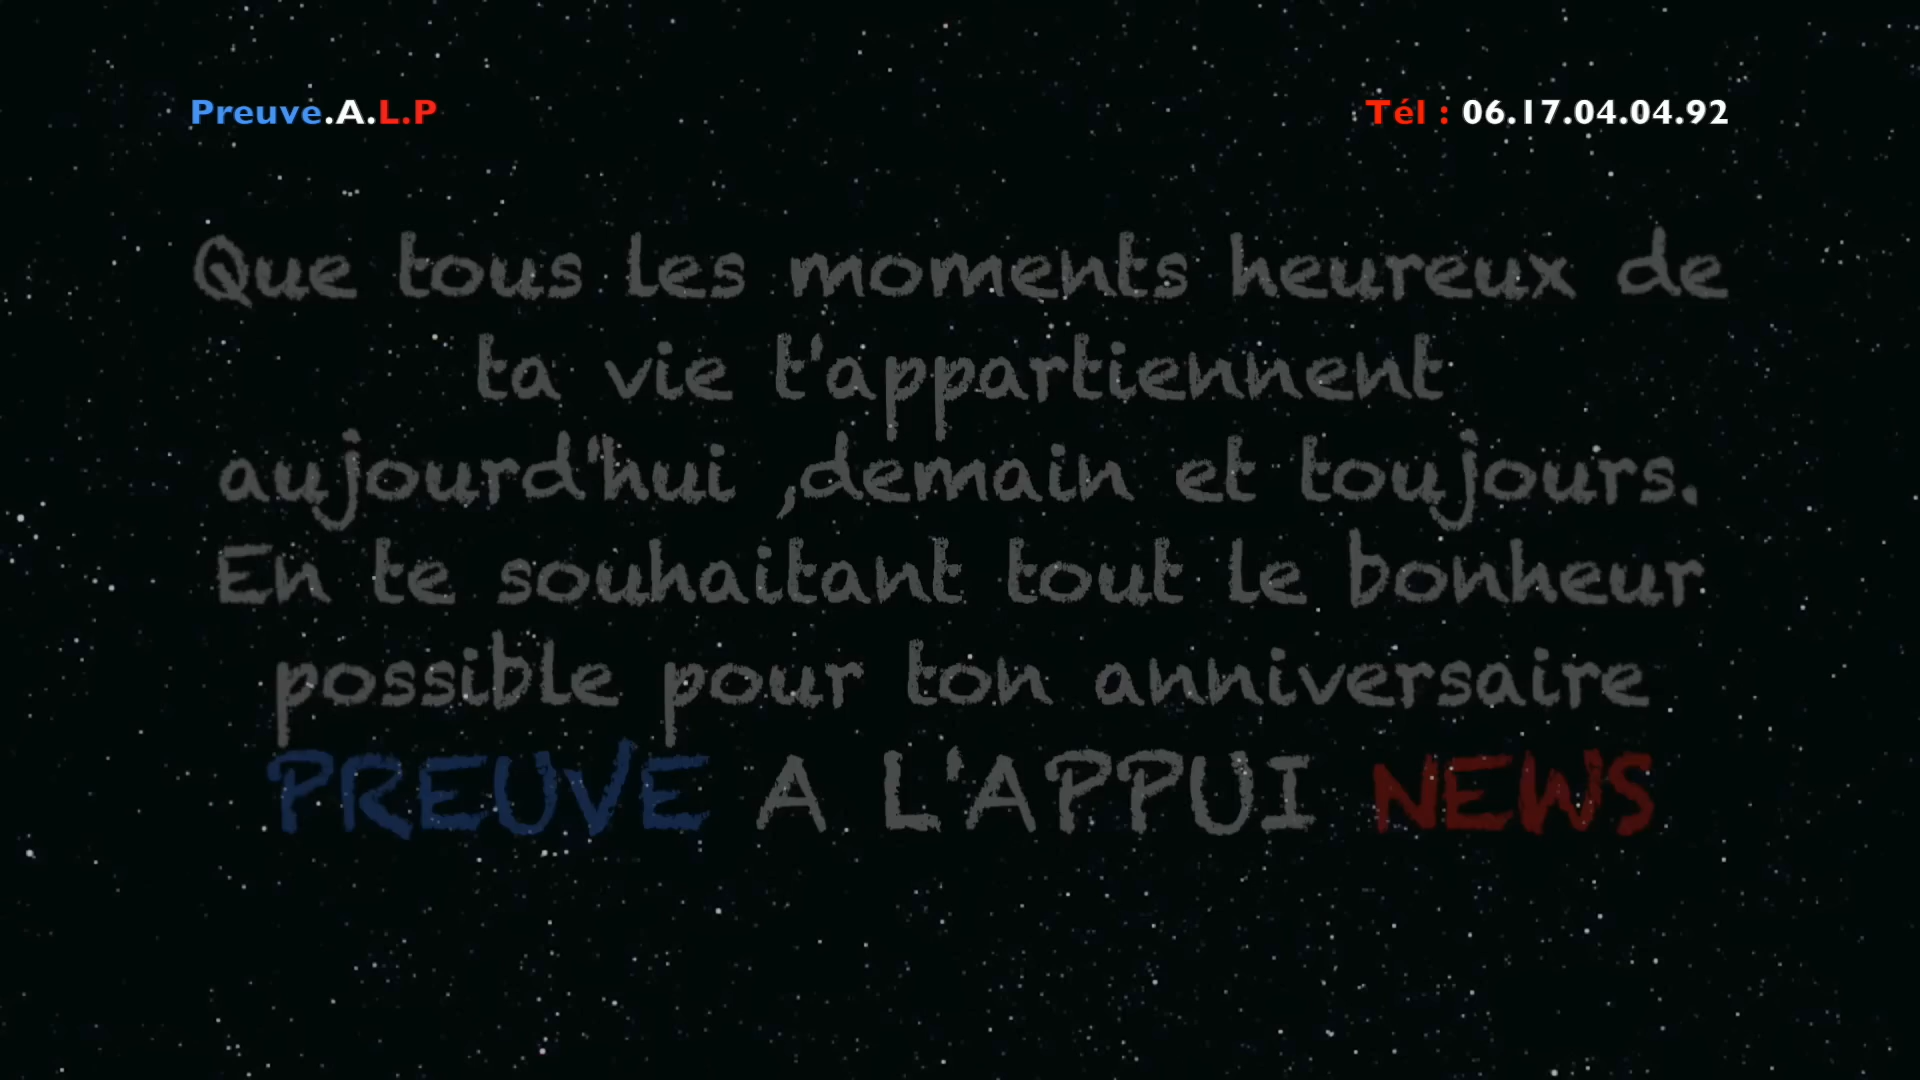 Preuve.A.L.P
Tél : 06.17.04.04.92
Que tous les moments heureux de
ta vie t'appartiennent
aujourd'hui ,demain et toujours.
En te souhaitant tout le bonheur
possible pour ton anniversaire
PREUVE A L'APPUI NEWS